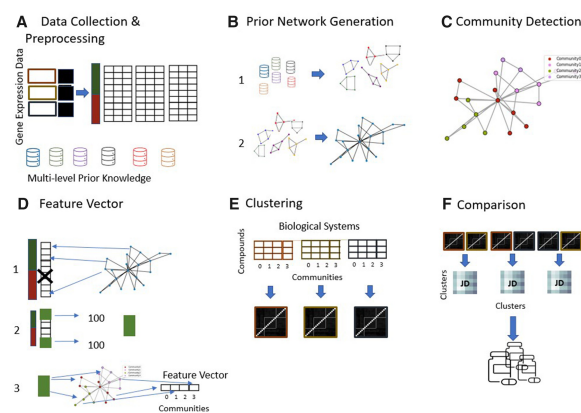 A Data Collection &
Preprocessing
Gene Expression Data
Multi-level Prior Knowledge
B Prior Network Generation
1
2
C Community Detection
Community0
Community1
Community2
Community3
D Feature Vector
1
2
100
100
3
Feature Vector
0 1 2 3
Communities
E Clustering
Biological Systems
Compounds
0 1 2 3 0 1 2 3 0 1 2 3
Communities
F Comparison
Clusters
JD JD JD
Clusters